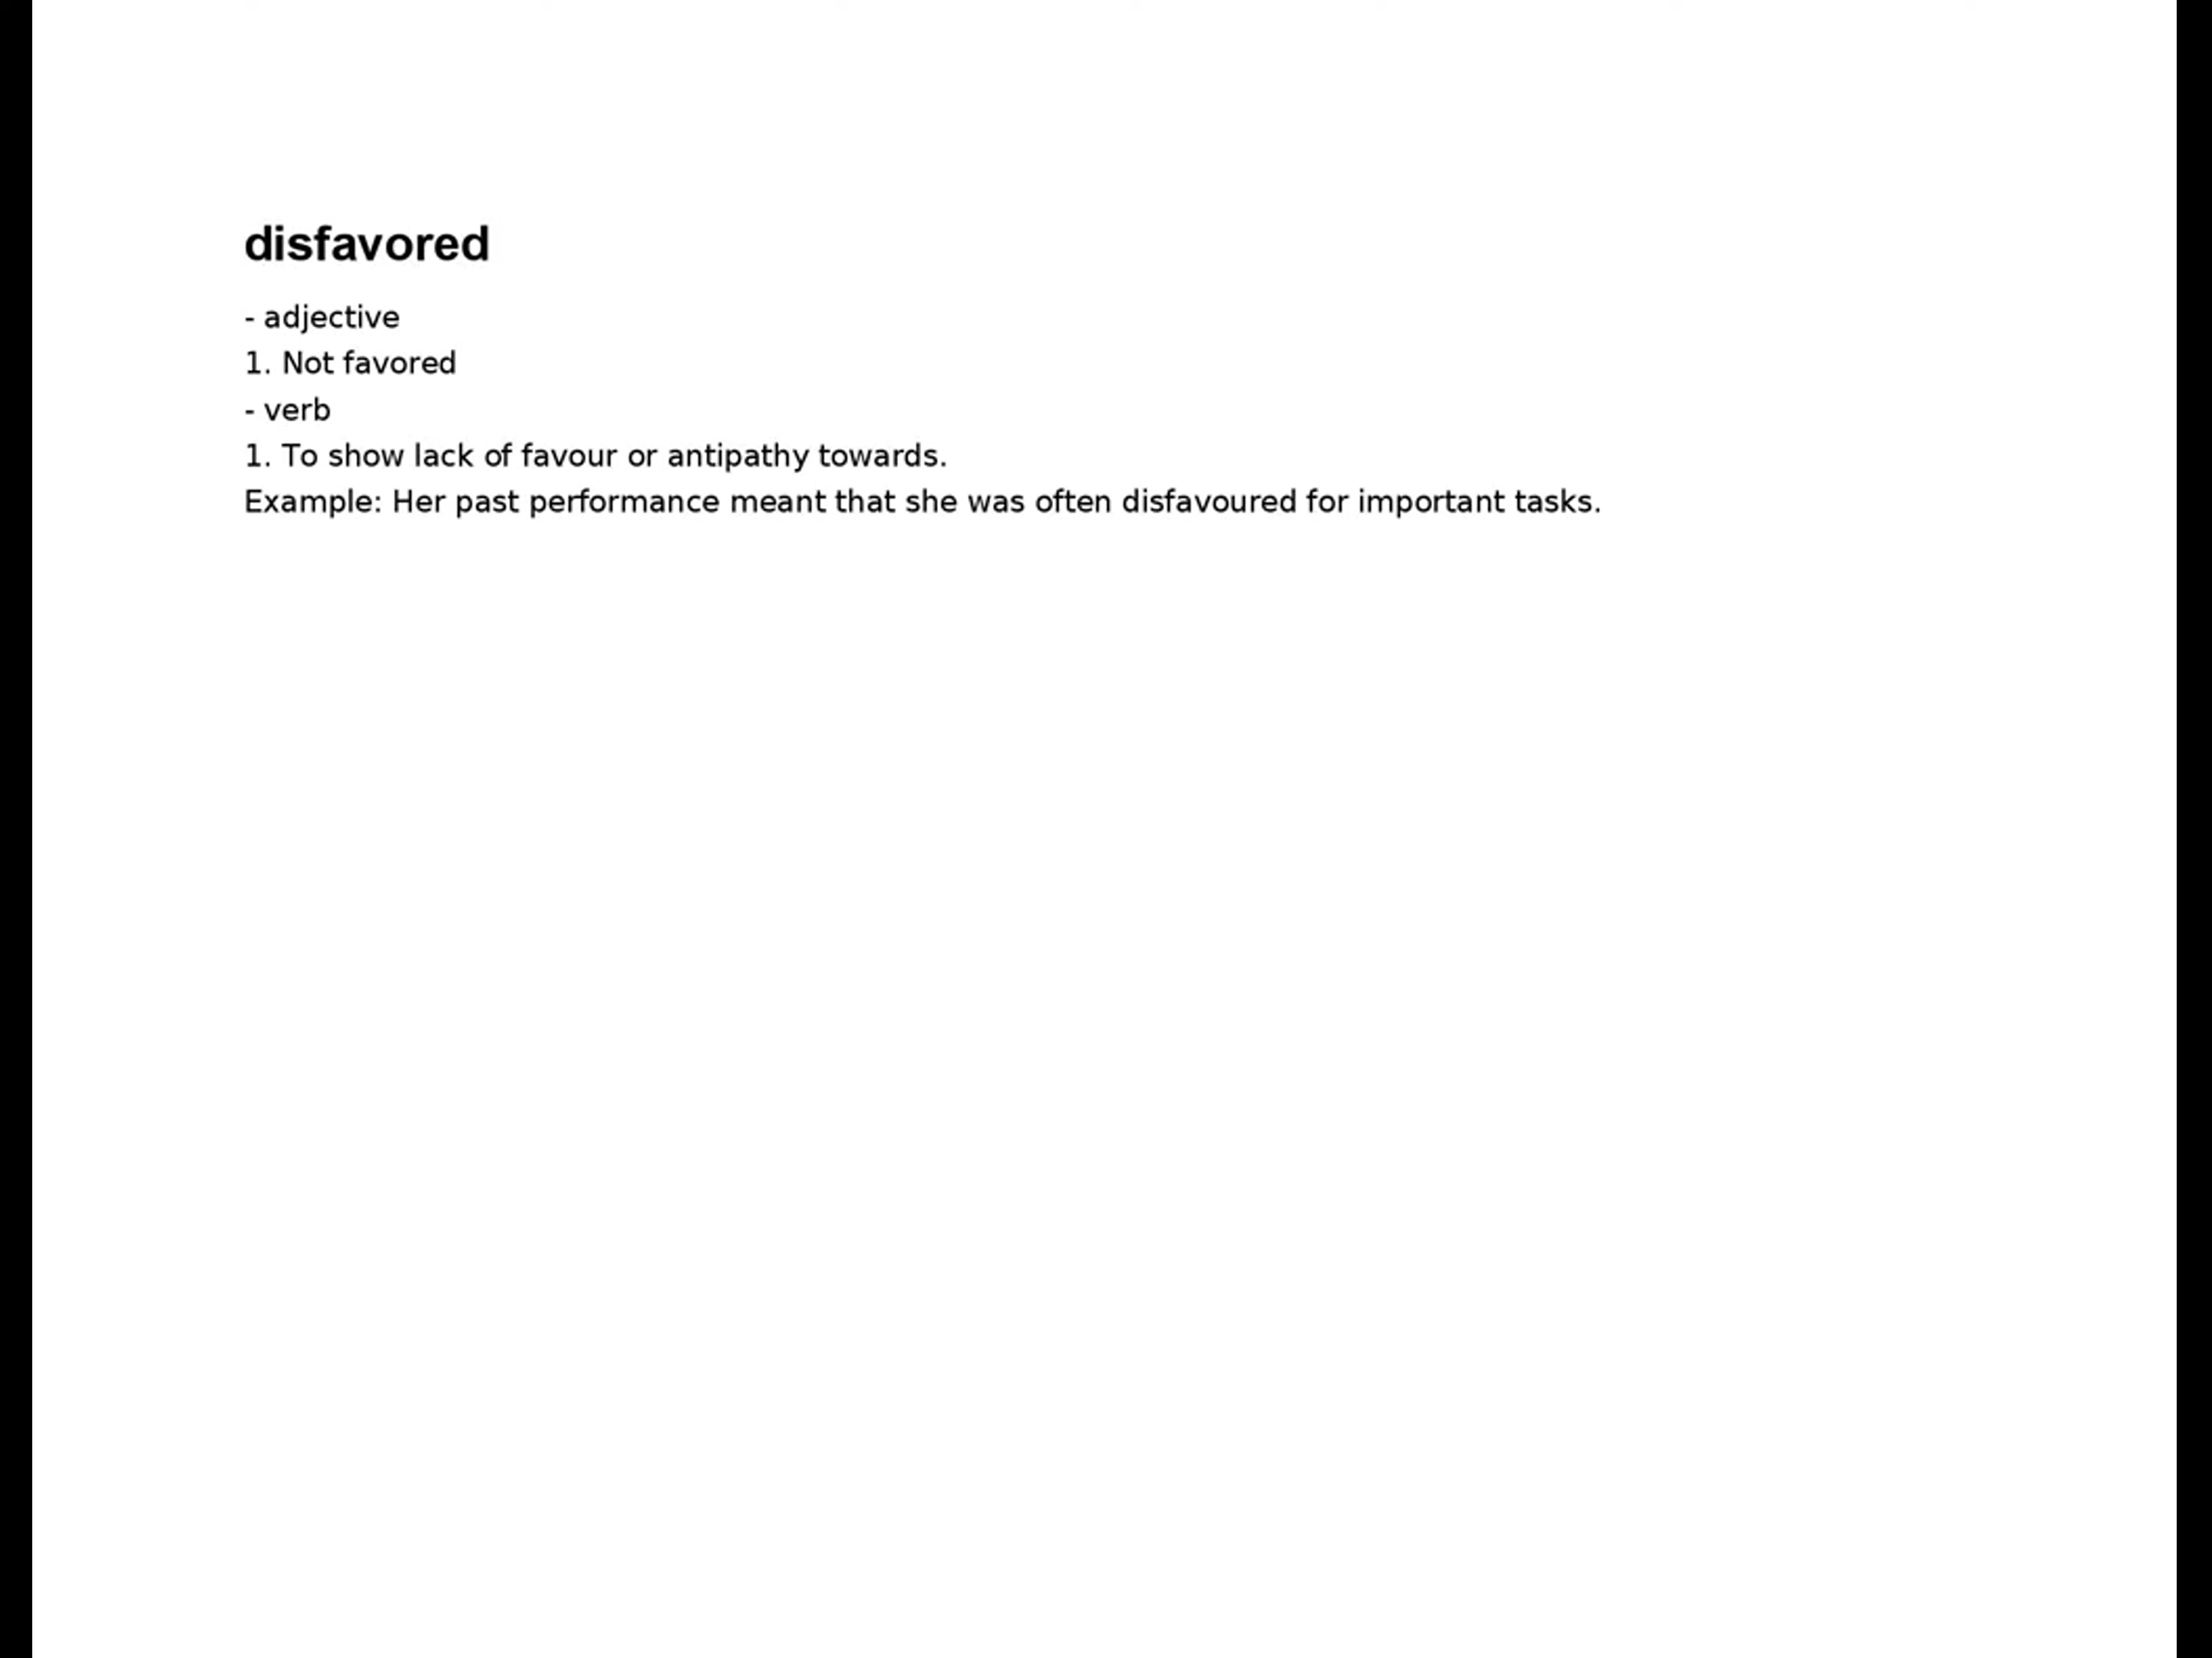 disfavored
- adjective
1. Not favored
- verb
1. To show lack of favour or antipathy towards.
Example: Her past performance meant that she was often disfavoured for important tasks.